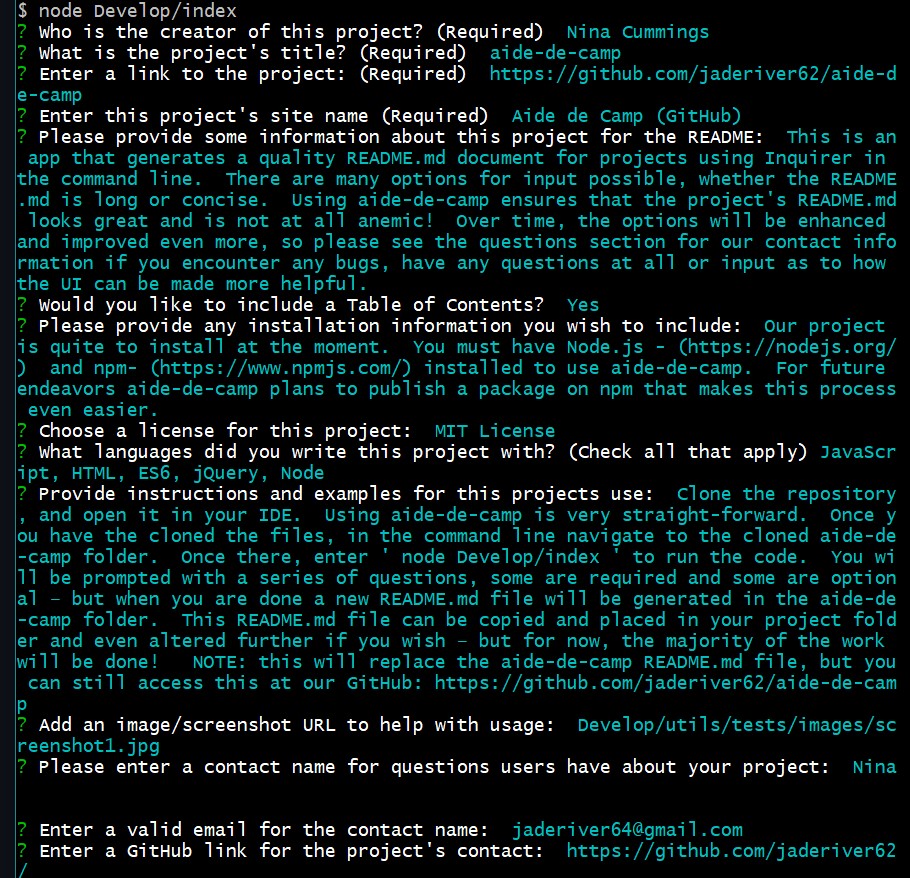 $ node Develop/index
? Who is the creator of this project? (Required)  Nina Cummings
? What is the project's title? (Required)  aide-de-camp
? Enter a link to the project: (Required)  https://github.com/jaderiver62/aide-d
e-camp
? Enter this project's site name (Required)  Aide de Camp (GitHub)
? Please provide some information about this project for the README:  This is an
 app that generates a quality README.md document for projects using Inquirer in
the command line.  There are many options for input possible, whether the README
.md is long or concise.  Using aide-de-camp ensures that the project's README.md
 looks great and is not at all anemic!  Over time, the options will be enhanced
and improved even more, so please see the questions section for our contact info
rmation if you encounter any bugs, have any questions at all or input as to how
the UI can be made more helpful.
? Would you like to include a Table of Contents?  Yes
? Please provide any installation information you wish to include:  Our project
is quite to install at the moment.  You must have Node.js - (https://nodejs.org/
)  and npm- (https://www.npmjs.com/) installed to use aide-de-camp.  For future
endeavors aide-de-camp plans to publish a package on npm that makes this process
 even easier.
? Choose a license for this project:  MIT License
? What languages did you write this project with? (Check all that apply) JavaScr
ipt, HTML, ES6, jQuery, Node
? Provide instructions and examples for this projects use:  Clone the repository
, and open it in your IDE.  Using aide-de-camp is very straight-forward.  Once y
ou have the cloned the files, in the command line navigate to the cloned aide-de
-camp folder.  Once there, enter ' node Develop/index ' to run the code.  You wi
ll be prompted with a series of questions, some are required and some are option
al – but when you are done a new README.md file will be generated in the aide-de
-camp folder.  This README.md file can be copied and placed in your project fold
er and even altered further if you wish – but for now, the majority of the work
will be done!   NOTE: this will replace the aide-de-camp README.md file, but you
 can still access this at our GitHub: https://github.com/jaderiver62/aide-de-cam
p
? Add an image/screenshot URL to help with usage:  Develop/utils/tests/images/sc
reenshot1.jpg
? Please enter a contact name for questions users have about your project:  Nina
? Enter a valid email for the contact name:  jaderiver64@gmail.com
? Enter a GitHub link for the project's contact:  https://github.com/jaderiver62
/